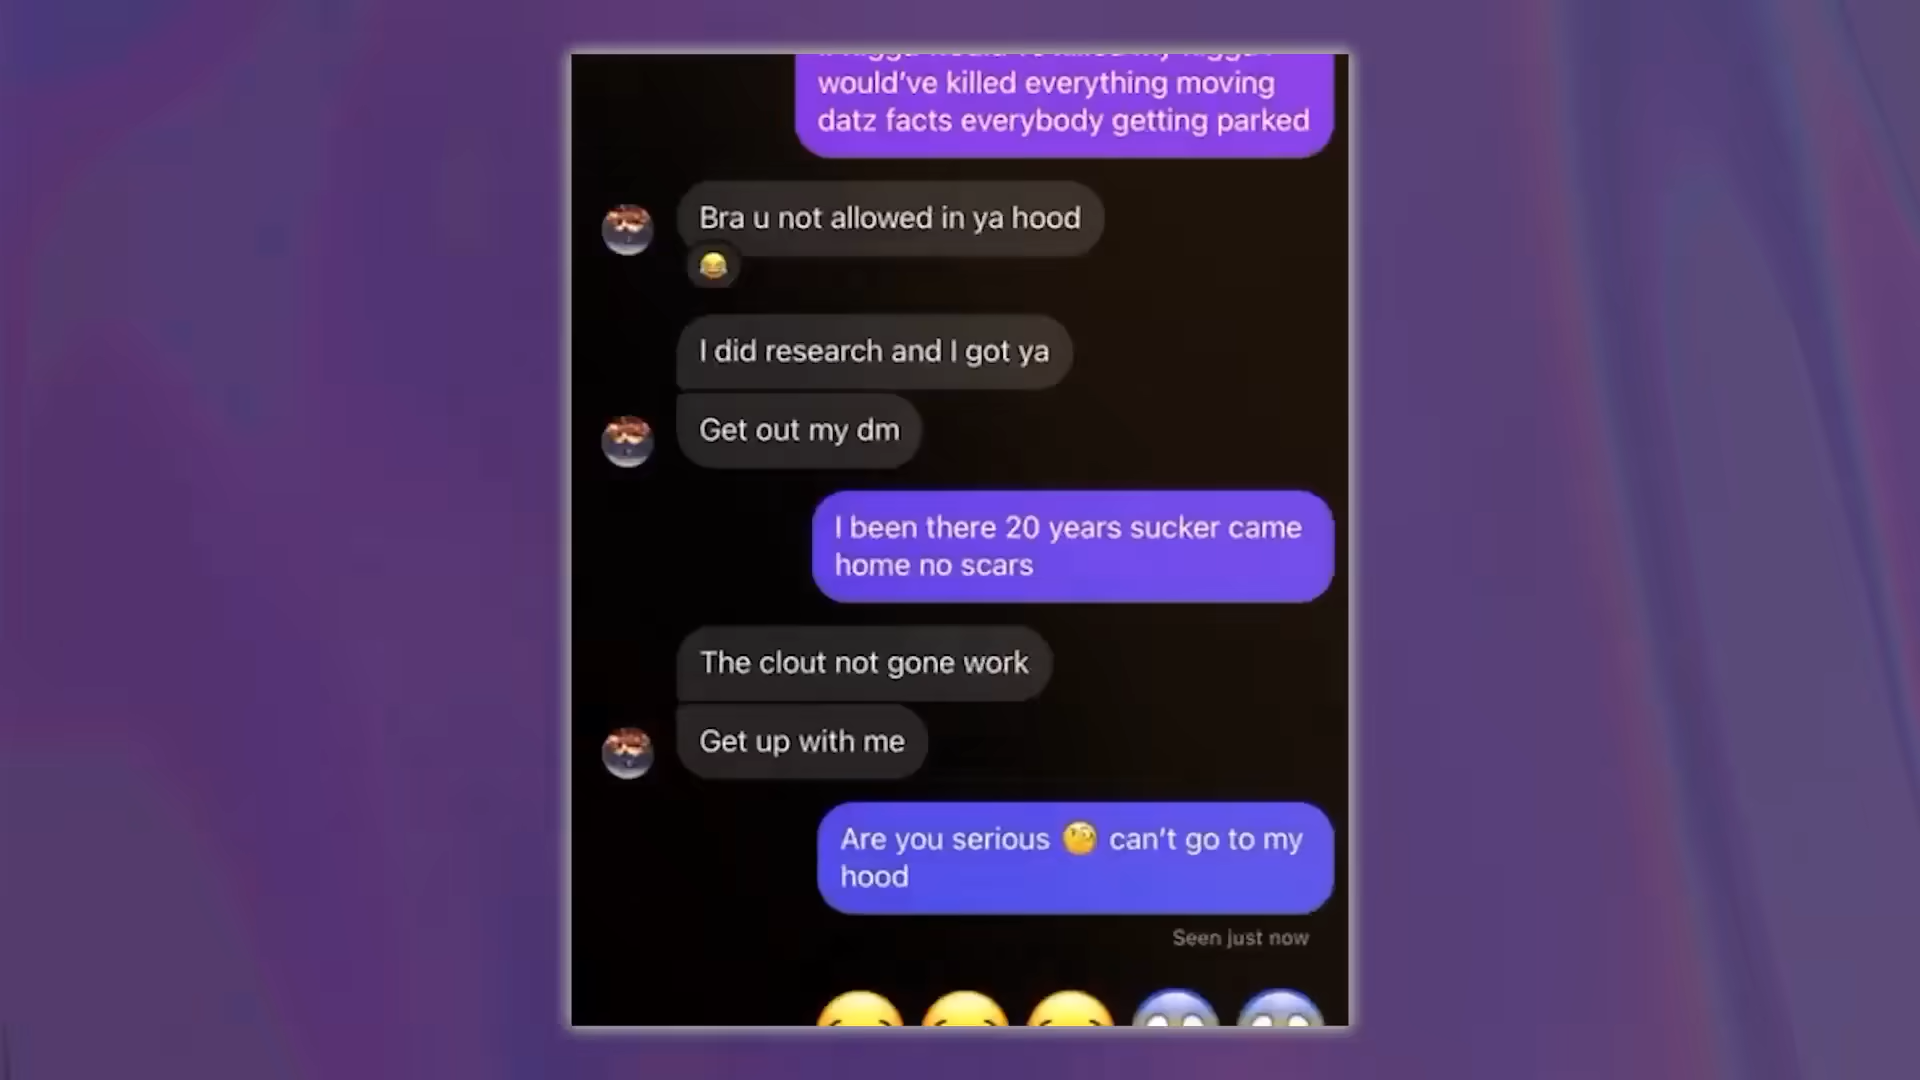 would've killed everything moving
datz facts everybody getting parked
Bra u not allowed in ya hood
I did research and I got ya
Get out my dm
I been there 20 years sucker came
home no scars
The clout not gone work
Get up with me
Are you serious 🧐 can't go to my
hood
Seen just now